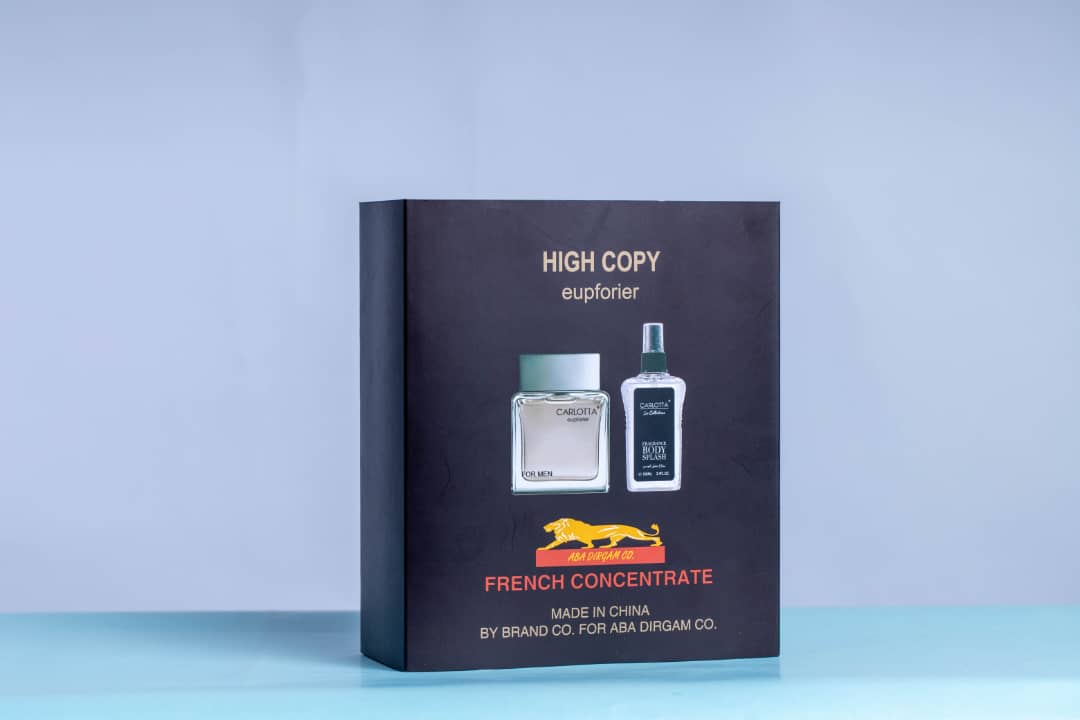 HIGH COPY
eupforier
CARLOTTA
eupforier
FOR MEN
CARLOTTA
FRAGRANCE
BODY
SPLASH
ABA DIRGAM CO.
FRENCH CONCENTRATE
MADE IN CHINA
BY BRAND CO. FOR ABA DIRGAM CO.